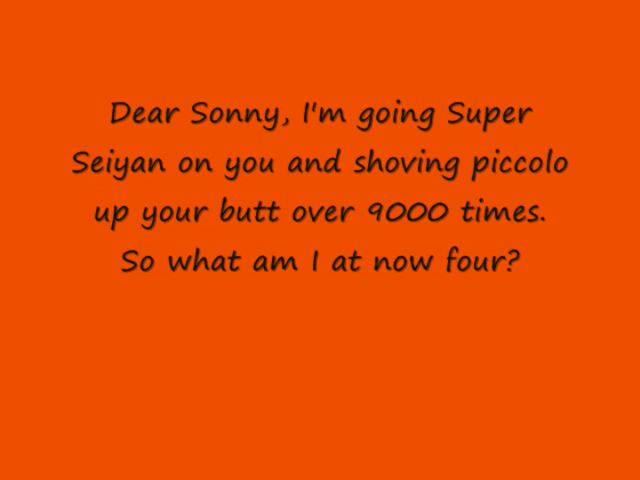 Dear Sonny, I'm going Super
Seiyan on you and shoving piccolo
up your butt over 9000 times.
So what am I at now four?